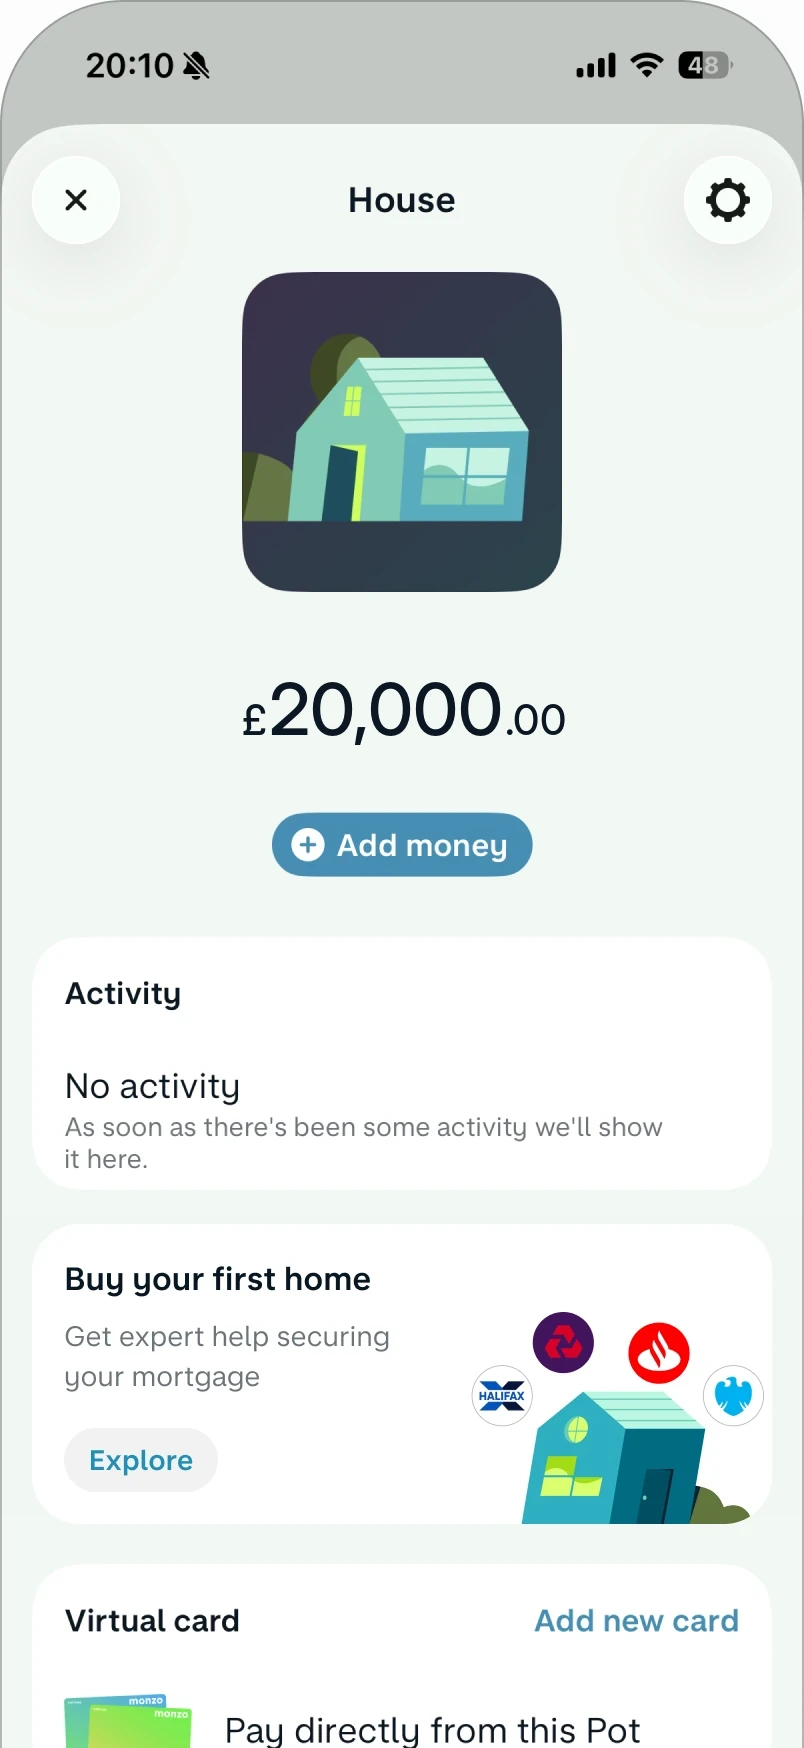 20:10
48
House
£20,000.00
Add money
Activity
No activity
As soon as there's been some activity we'll show
it here.
Buy your first home
Get expert help securing
your mortgage
HALIFAX
Explore
Virtual card
Add new card
monzo
monzo
Pay directly from this Pot